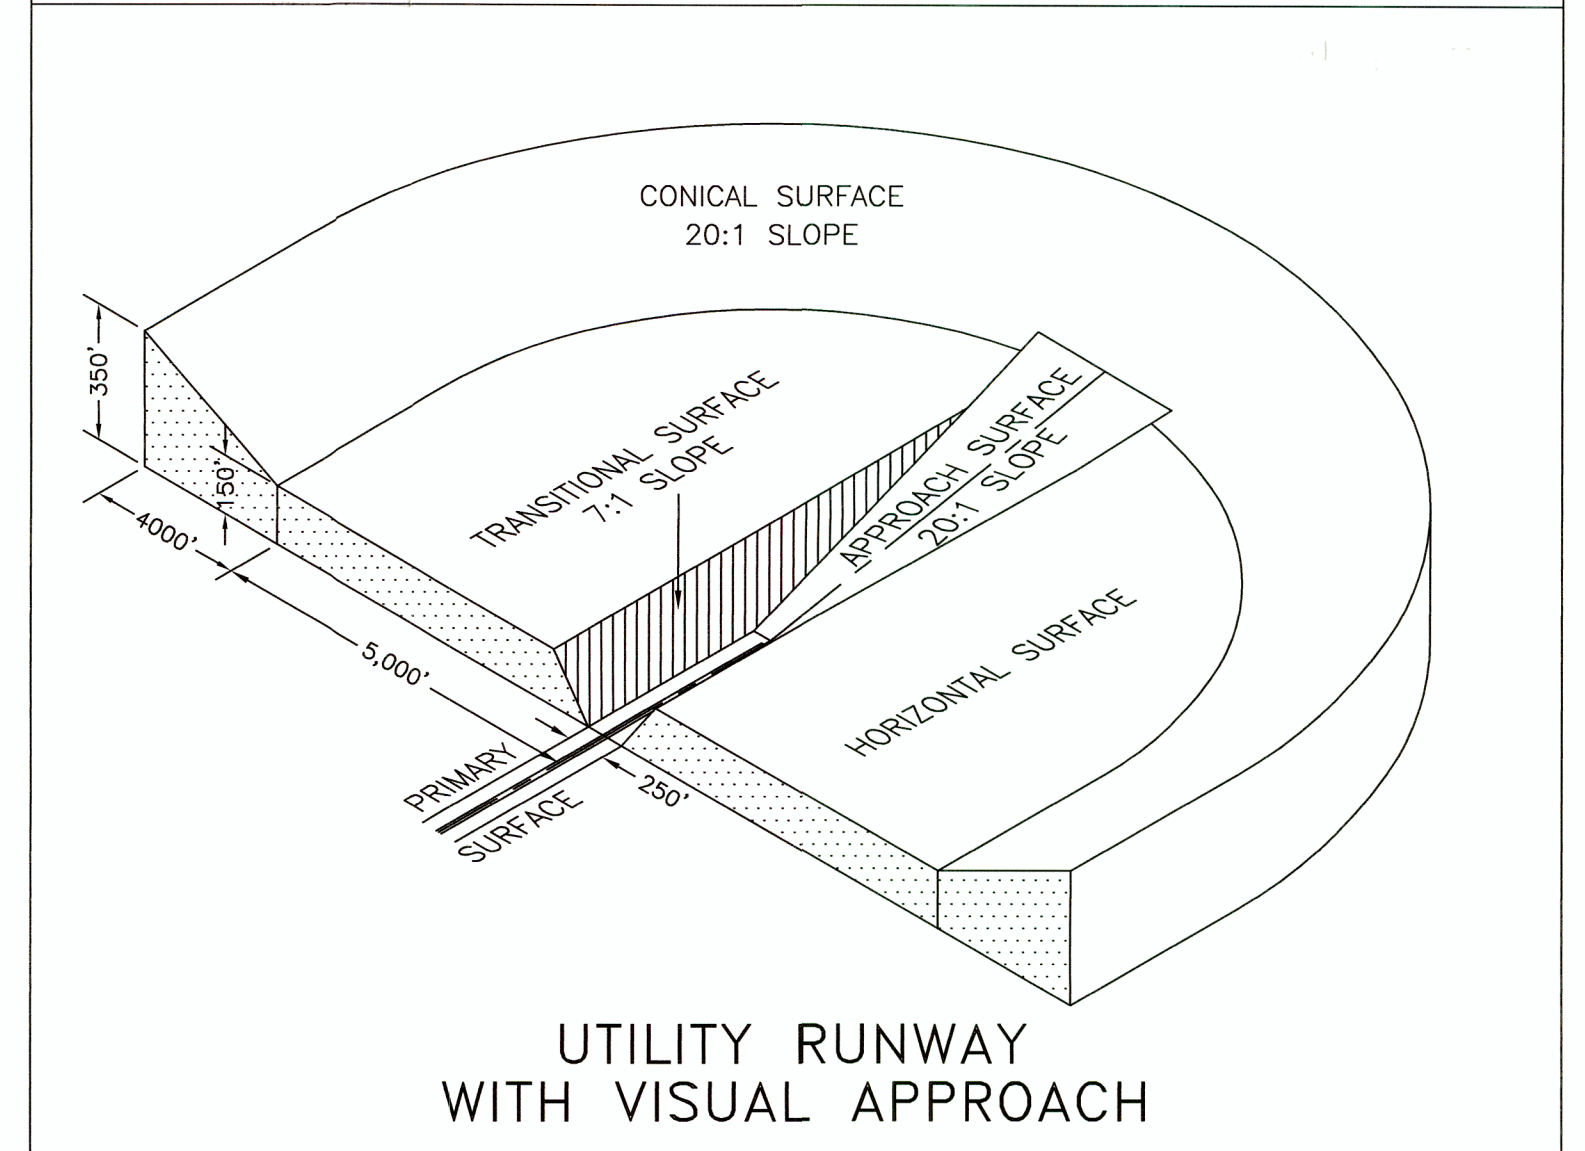 CONICAL SURFACE
20:1 SLOPE
350'
150'
4000'
TRANSITIONAL SURFACE
7:1 SLOPE
APPROACH SURFACE
20:1 SLOPE
5,000'
HORIZONTAL SURFACE
PRIMARY
SURFACE
250'
UTILITY RUNWAY
WITH VISUAL APPROACH